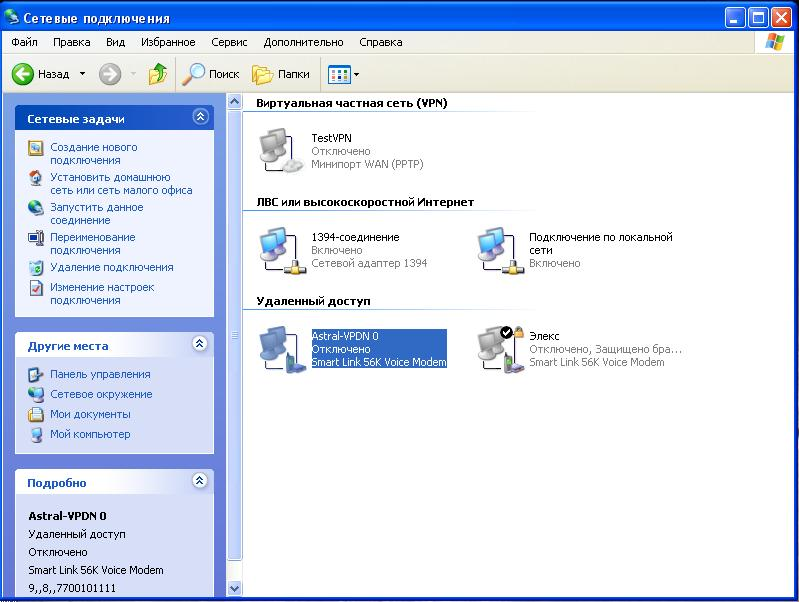 Сетевые подключения
Файл Правка Вид Избранное Сервис Дополнительно Справка
Назад Поиск Папки
Сетевые задачи
Создание нового
подключения
Установить домашнюю
сеть или сеть малого офиса
Запустить данное
соединение
Переименование
подключения
Удаление подключения
Изменение настроек
подключения
Другие места
Панель управления
Сетевое окружение
Мои документы
Мой компьютер
Подробно
Astral-VPDN 0
Удаленный доступ
Отключено
Smart Link 56K Voice Modem
9,,8,,7700101111
Виртуальная частная сеть (VPN)
TestVPN
Отключено
Минипорт WAN (PPTP)
ЛВС или высокоскоростной Интернет
1394-соединение
Включено
Сетевой адаптер 1394
Подключение по локальной
сети
Включено
Удаленный доступ
Astral-VPDN 0
Отключено
Smart Link 56K Voice Modem
Элекс
Отключено, Защищено бра...
Smart Link 56K Voice Modem